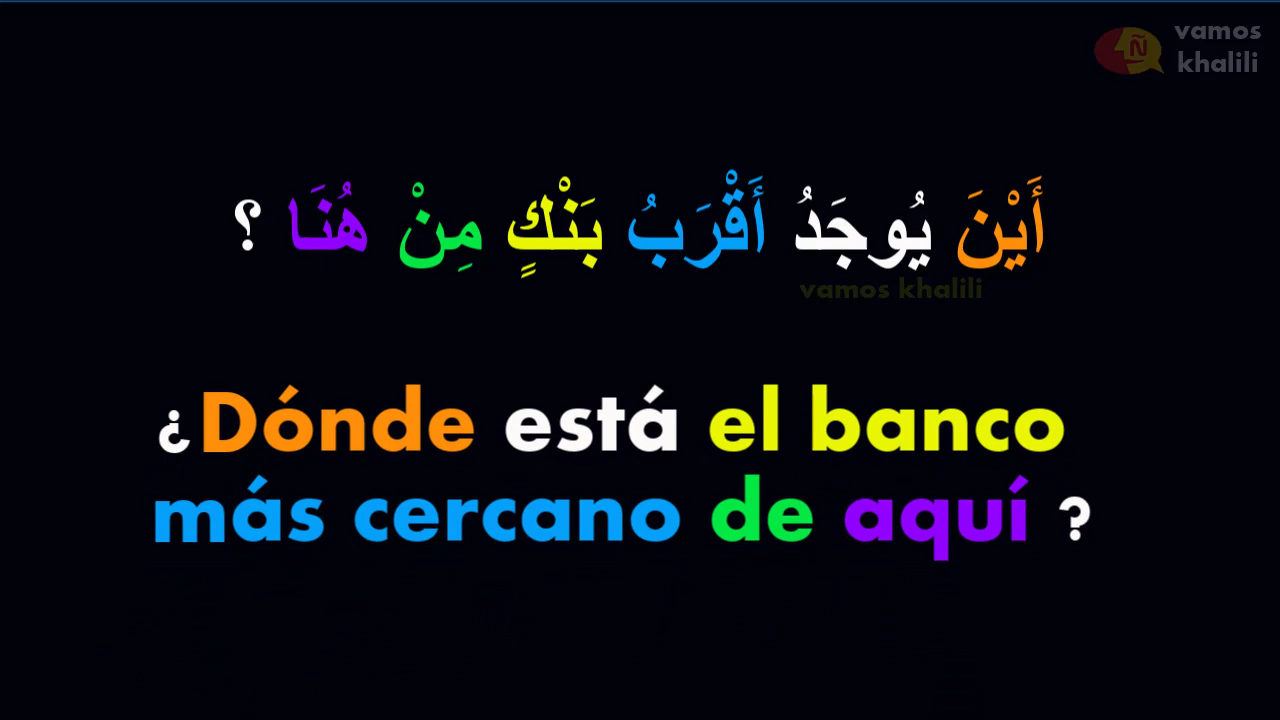 vamos
khalili
Ñ
أَيْنَ يُوجَدُ أَقْرَبُ بَنْكٍ مِنْ هُنَا ؟
vamos khalili
¿Dónde está el banco
más cercano de aquí ?